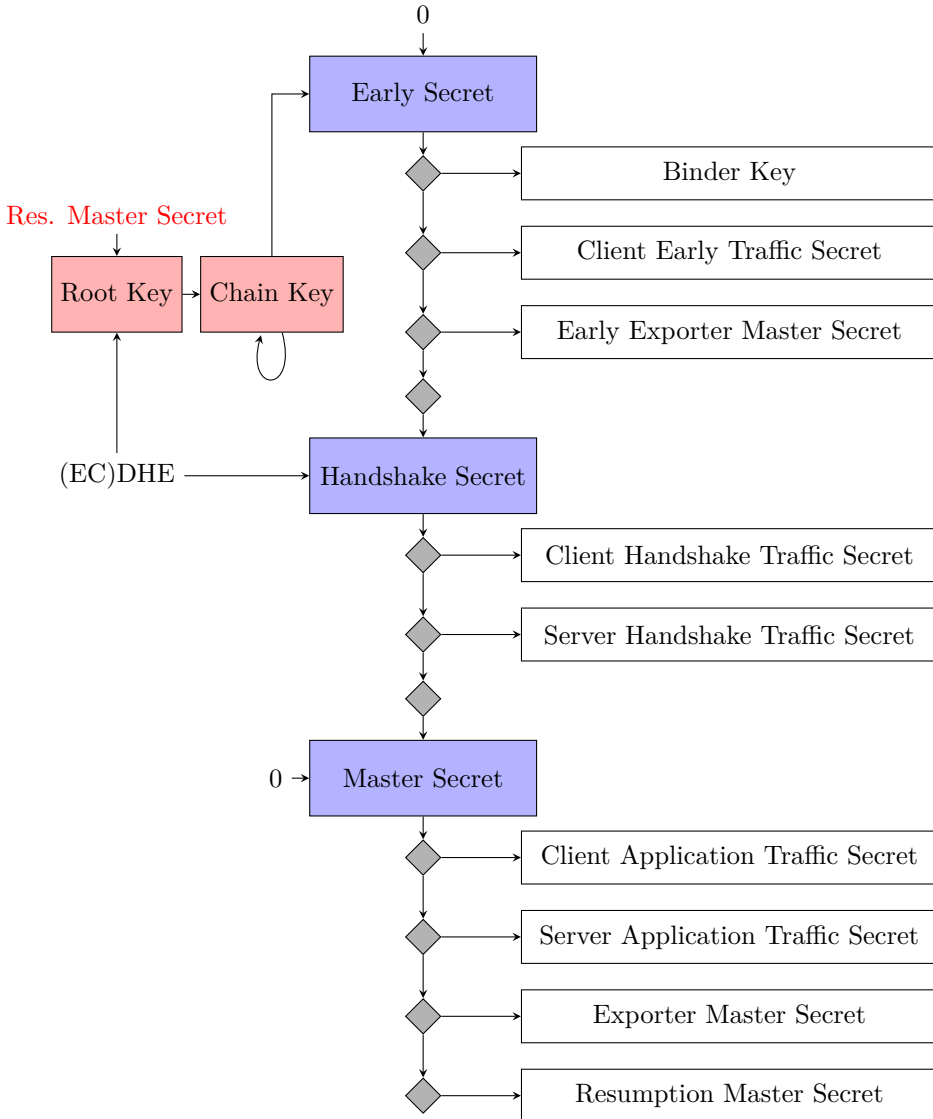 0
Early Secret
Binder Key
Res. Master Secret
Client Early Traffic Secret
Root Key
Chain Key
Early Exporter Master Secret
(EC)DHE
Handshake Secret
Client Handshake Traffic Secret
Server Handshake Traffic Secret
0
Master Secret
Client Application Traffic Secret
Server Application Traffic Secret
Exporter Master Secret
Resumption Master Secret